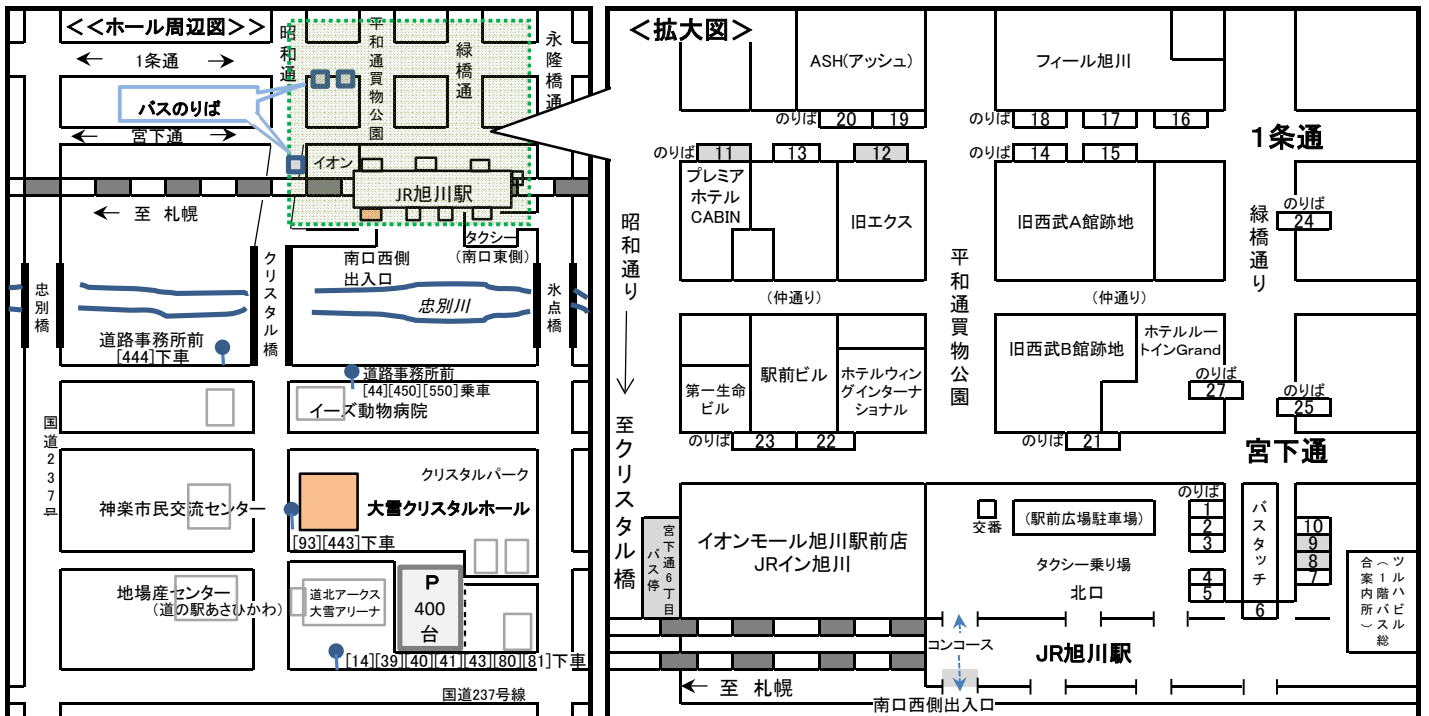 <<ホール周辺図>>
昭和通
平和通買物公園
緑橋通
永隆橋通
← 1条通 →
バスのりば
← 宮下通 →
イオン
JR旭川駅
← 至 札幌
タクシー
(南口東側)
南口西側
出入口
クリスタル橋
忠別橋
忠別川
氷点橋
道路事務所前
[444]下車
道路事務所前
[44][450][550]乗車
イーズ動物病院
国道237号
クリスタルパーク
神楽市民交流センター
大雪クリスタルホール
[93][443]下車
地場産センター
(道の駅あさひかわ)
道北アークス
大雪アリーナ
P
400
台
[14][39][40][41][43][80][81]下車
国道237号線
<拡大図>
ASH(アッシュ)
フィール旭川
のりば 20 19
のりば 18 17 16
1条通
のりば 11 13 12
のりば 14 15
プレミア
ホテル
CABIN
旧エクス
旧西武A館跡地
のりば
24
昭和通り
平和通買物公園
緑橋通り
(仲通り)
(仲通り)
第一生命
ビル
駅前ビル
ホテルウィン
グインターナ
ショナル
旧西武B館跡地
ホテルルー
トインGrand
のりば
27
のりば
25
のりば 23 22
のりば 21
宮下通
至クリスタル橋
宮下通6丁目
バス停
イオンモール旭川駅前店
JRイン旭川
交番
(駅前広場駐車場)
タクシー乗り場
北口
のりば
1
2
3
4
5
バスタッチ
6
10
9
8
7
ツルハビル
(1階バス総
合案内所)
コンコース
JR旭川駅
← 至 札幌
南口西側出入口